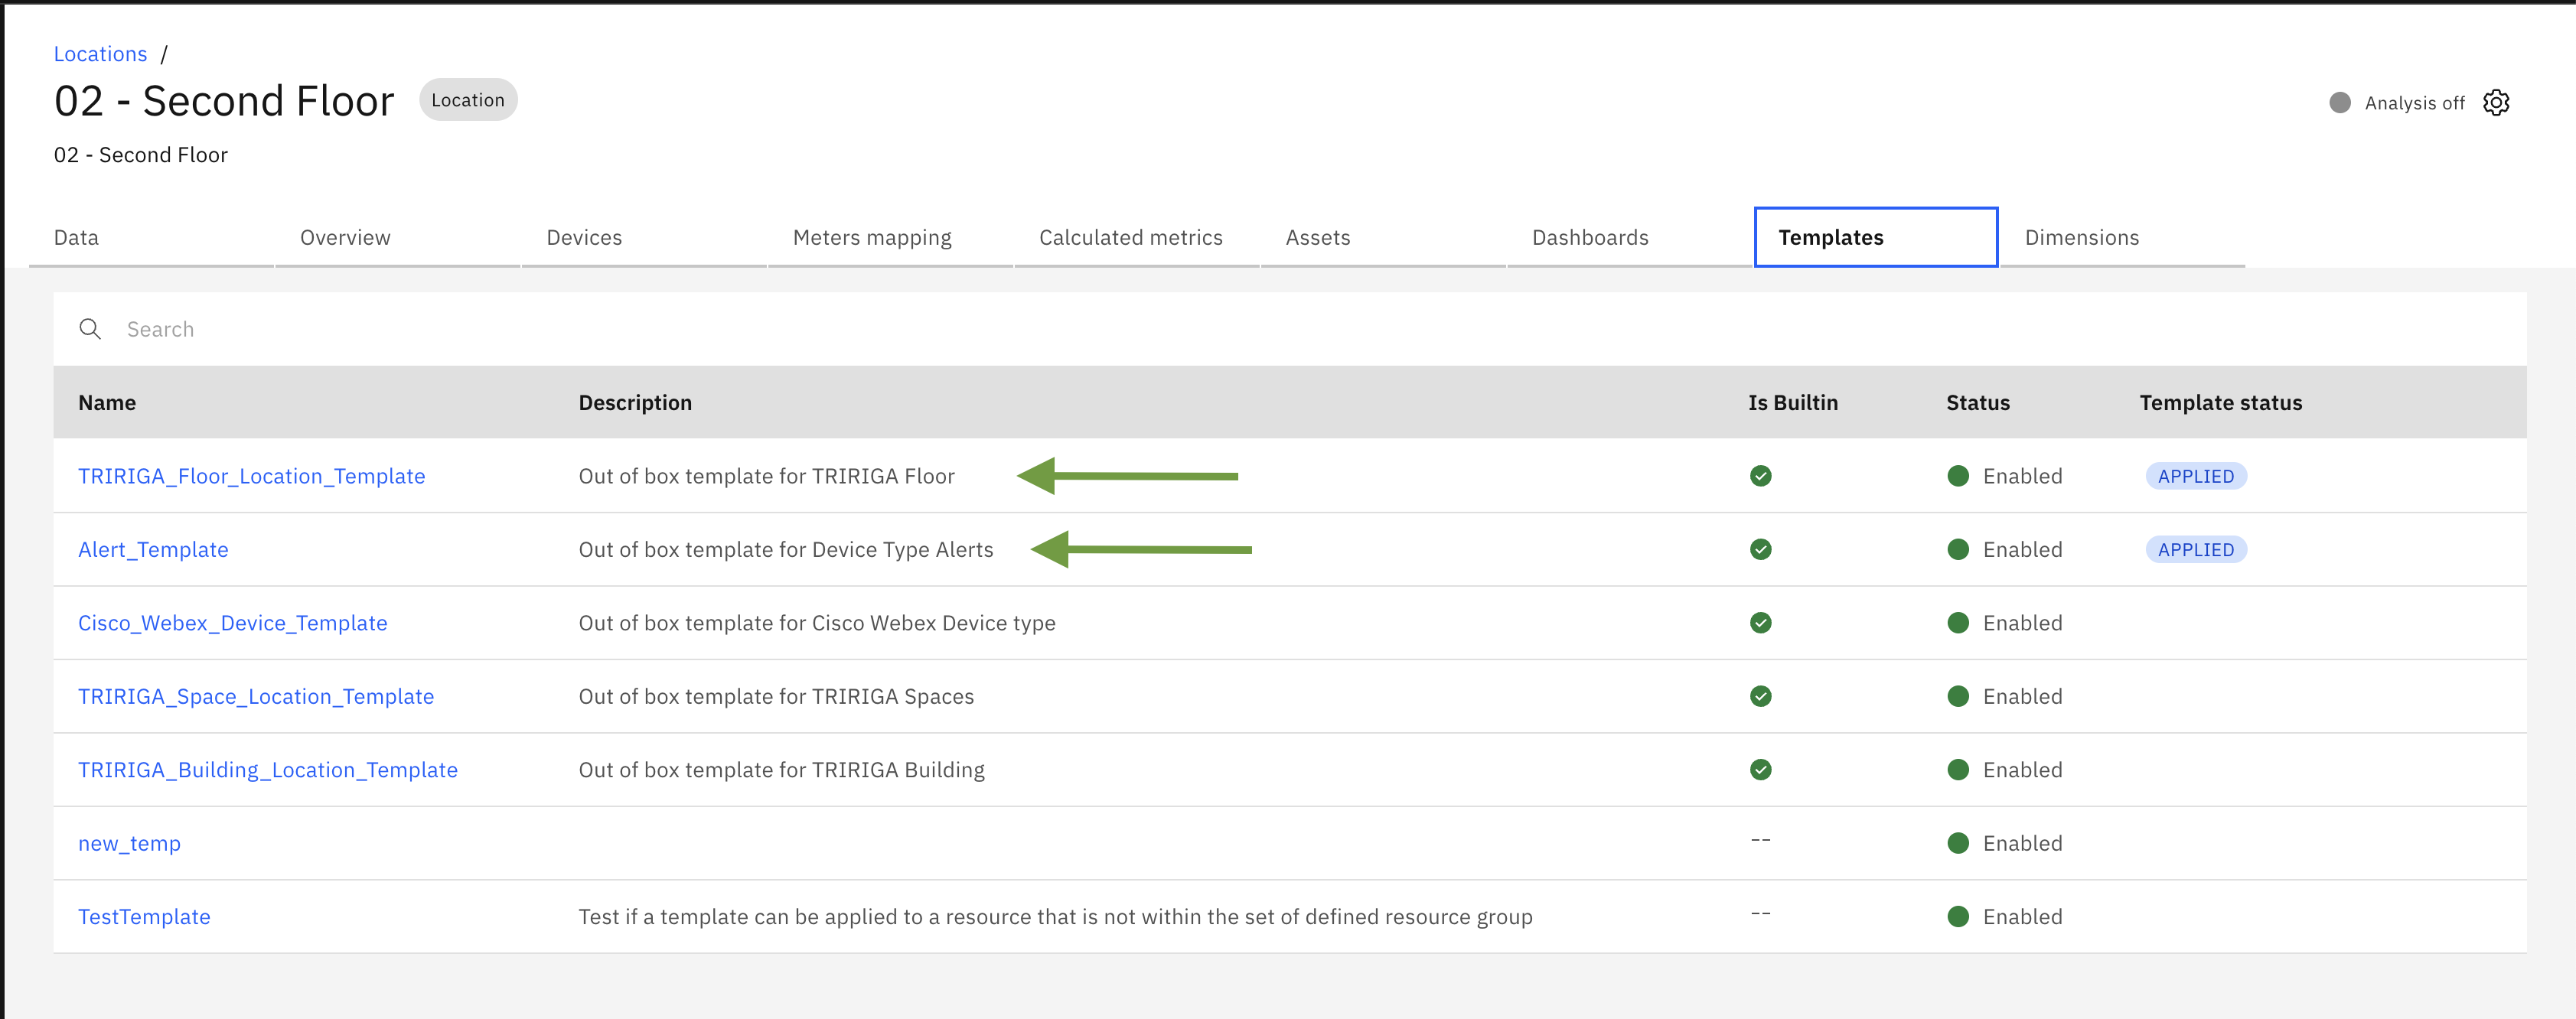 Locations /
02 - Second Floor Location
Analysis off
02 - Second Floor
Data Overview Devices Meters mapping Calculated metrics Assets Dashboards Templates Dimensions
Search
Name Description Is Builtin Status Template status
TRIRIGA_Floor_Location_Template Out of box template for TRIRIGA Floor Enabled APPLIED
Alert_Template Out of box template for Device Type Alerts Enabled APPLIED
Cisco_Webex_Device_Template Out of box template for Cisco Webex Device type Enabled
TRIRIGA_Space_Location_Template Out of box template for TRIRIGA Spaces Enabled
TRIRIGA_Building_Location_Template Out of box template for TRIRIGA Building Enabled
new_temp -- Enabled
TestTemplate Test if a template can be applied to a resource that is not within the set of defined resource group -- Enabled